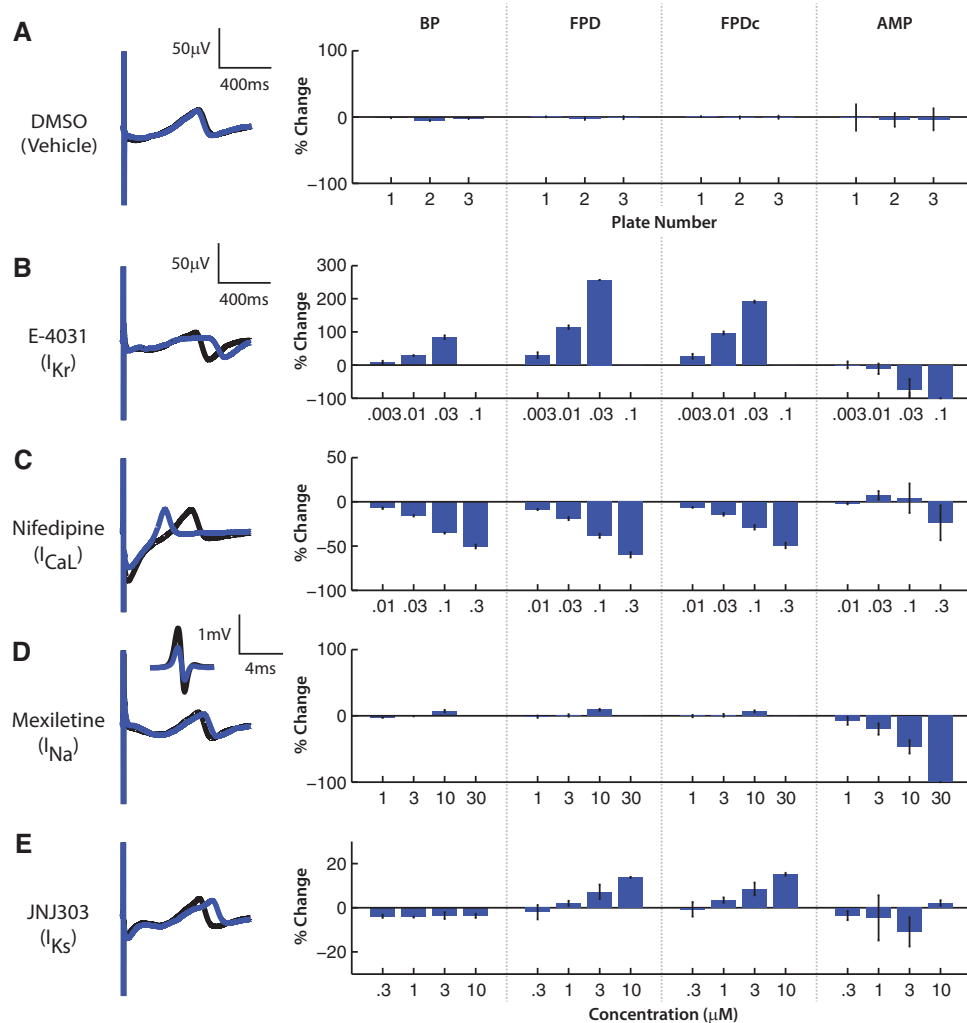 BP FPD FPDc AMP
A
50μV
400ms
DMSO
(Vehicle)
% Change
100
0
−100
1 2 3 1 2 3 1 2 3 1 2 3
Plate Number
B
50μV
400ms
E-4031
(IKr)
% Change
300
200
100
0
−100
.003 .01 .03 .1 .003 .01 .03 .1 .003 .01 .03 .1 .003 .01 .03 .1
C
Nifedipine
(ICaL)
% Change
50
0
−50
−100
.01 .03 .1 .3 .01 .03 .1 .3 .01 .03 .1 .3 .01 .03 .1 .3
D
1mV
4ms
Mexiletine
(INa)
% Change
100
0
−100
1 3 10 30 1 3 10 30 1 3 10 30 1 3 10 30
E
JNJ303
(IKs)
% Change
20
0
−20
.3 1 3 10 .3 1 3 10 .3 1 3 10 .3 1 3 10
Concentration (μM)